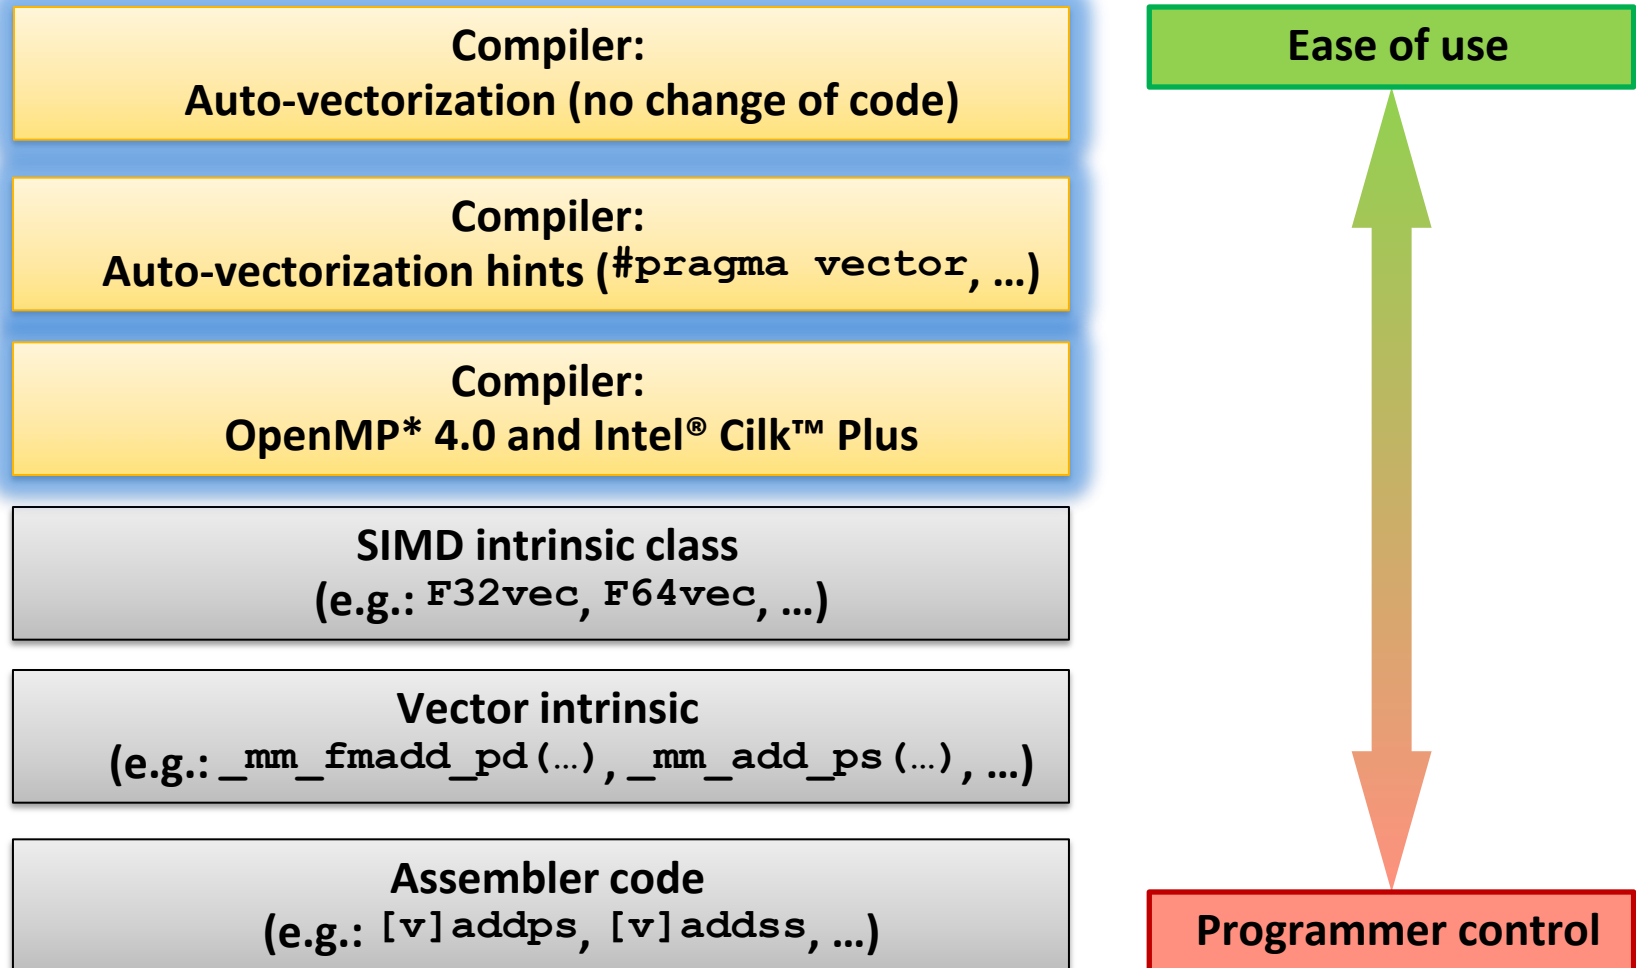 Compiler:
Auto-vectorization (no change of code)
Compiler:
Auto-vectorization hints (#pragma vector, …)
Compiler:
OpenMP* 4.0 and Intel® Cilk™ Plus
SIMD intrinsic class
(e.g.: F32vec, F64vec, …)
Vector intrinsic
(e.g.: _mm_fmadd_pd(…), _mm_add_ps(…), …)
Assembler code
(e.g.: [v]addps, [v]addss, …)
Ease of use
Programmer control